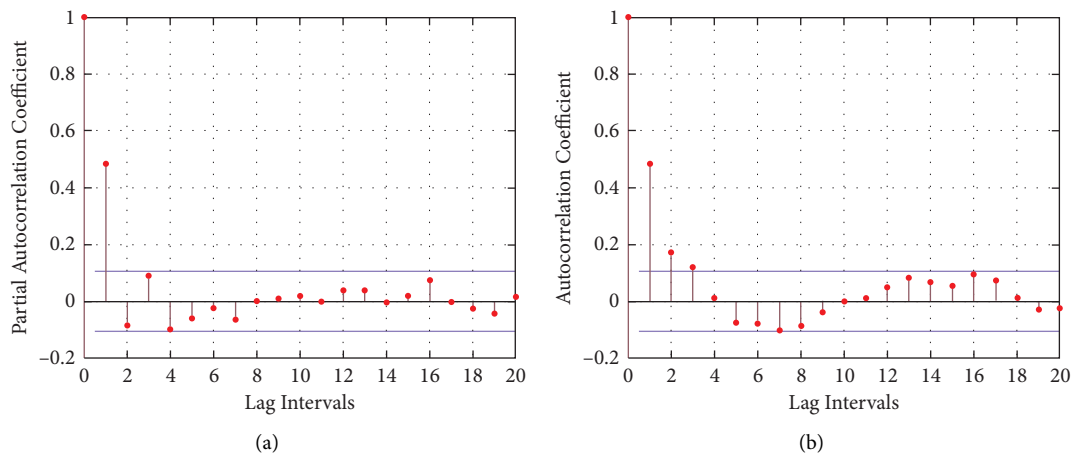 Partial Autocorrelation Coefficient
1
0.8
0.6
0.4
0.2
0
−0.2
0 2 4 6 8 10 12 14 16 18 20
Lag Intervals
(a)
Autocorrelation Coefficient
1
0.8
0.6
0.4
0.2
0
−0.2
0 2 4 6 8 10 12 14 16 18 20
Lag Intervals
(b)